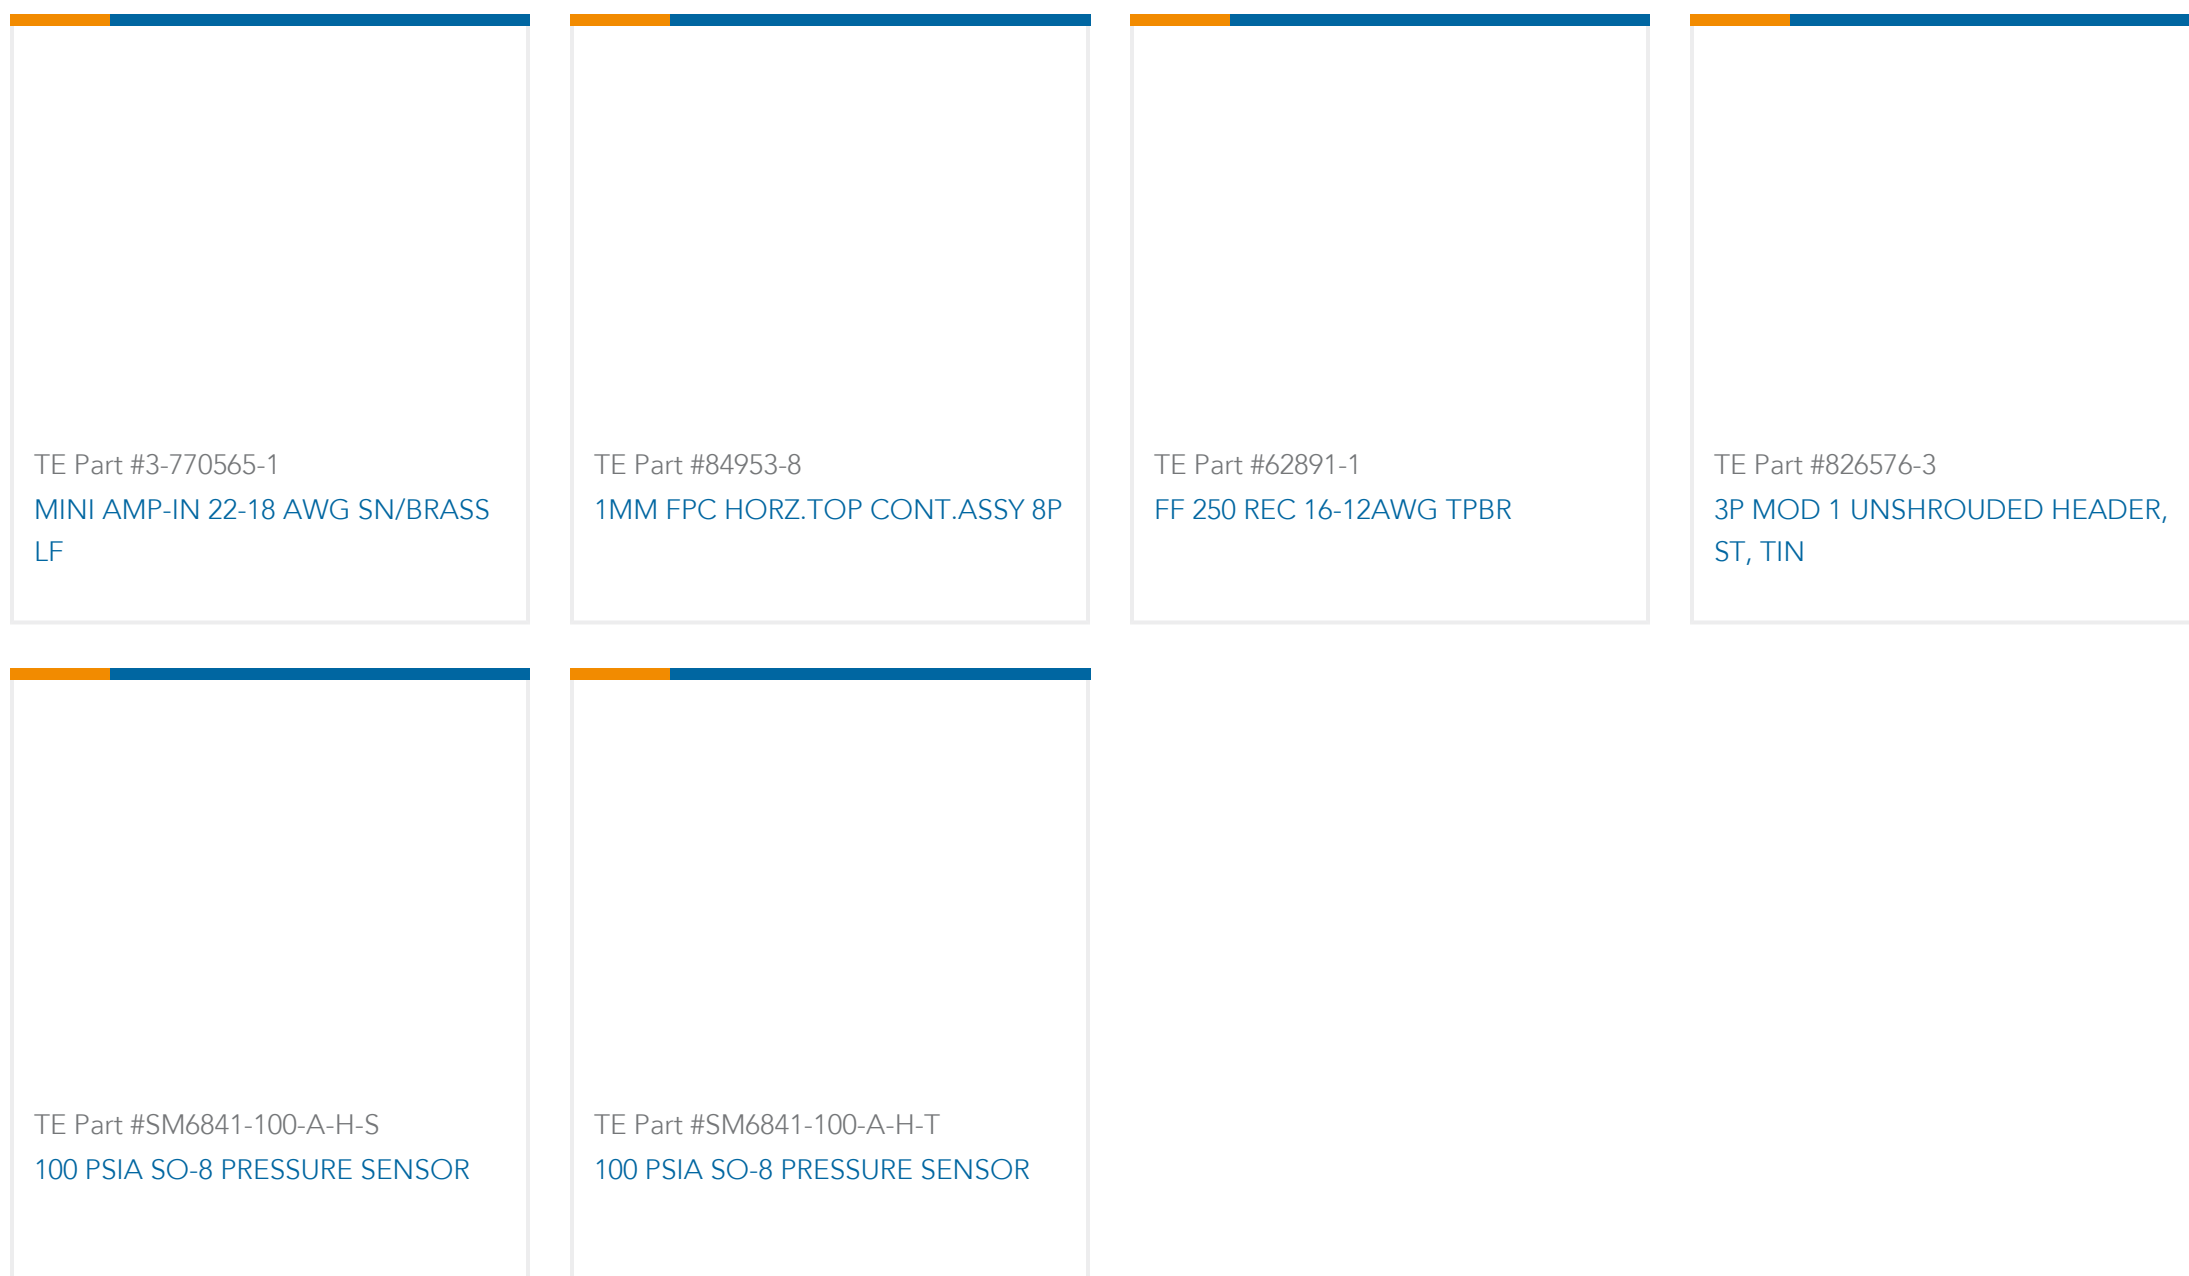 TE Part #3-770565-1
MINI AMP-IN 22-18 AWG SN/BRASS
LF
TE Part #84953-8
1MM FPC HORZ.TOP CONT.ASSY 8P
TE Part #62891-1
FF 250 REC 16-12AWG TPBR
TE Part #826576-3
3P MOD 1 UNSHROUDED HEADER,
ST, TIN
TE Part #SM6841-100-A-H-S
100 PSIA SO-8 PRESSURE SENSOR
TE Part #SM6841-100-A-H-T
100 PSIA SO-8 PRESSURE SENSOR